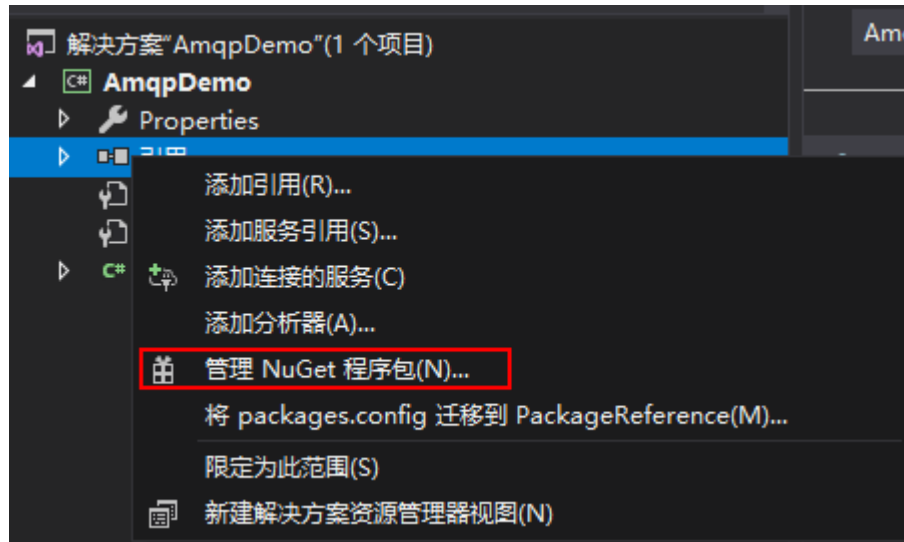 解决方案"AmqpDemo"(1 个项目)
Am
C# AmqpDemo
Properties
引用
添加引用(R)...
添加服务引用(S)...
C#
添加连接的服务(C)
添加分析器(A)...
管理 NuGet 程序包(N)...
将 packages.config 迁移到 PackageReference(M)...
限定为此范围(S)
新建解决方案资源管理器视图(N)